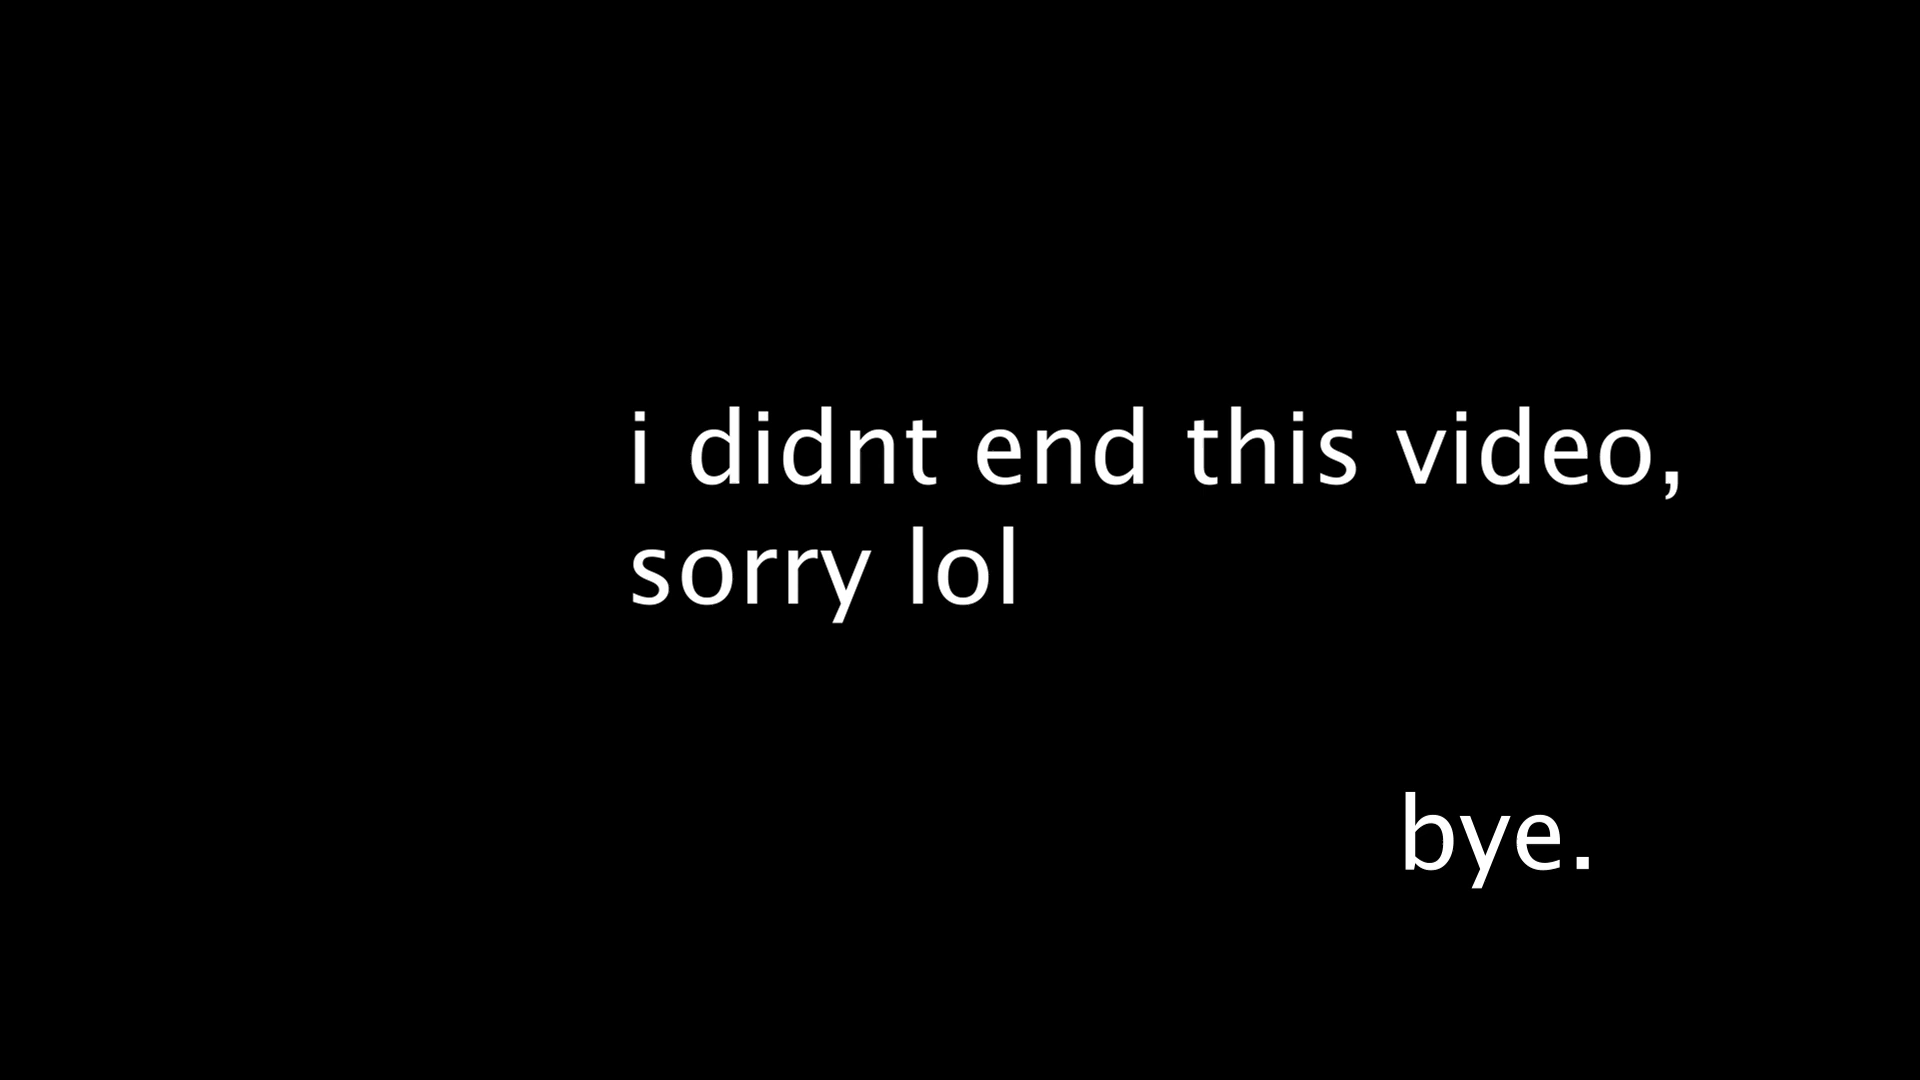 i didnt end this video,
sorry lol
bye.